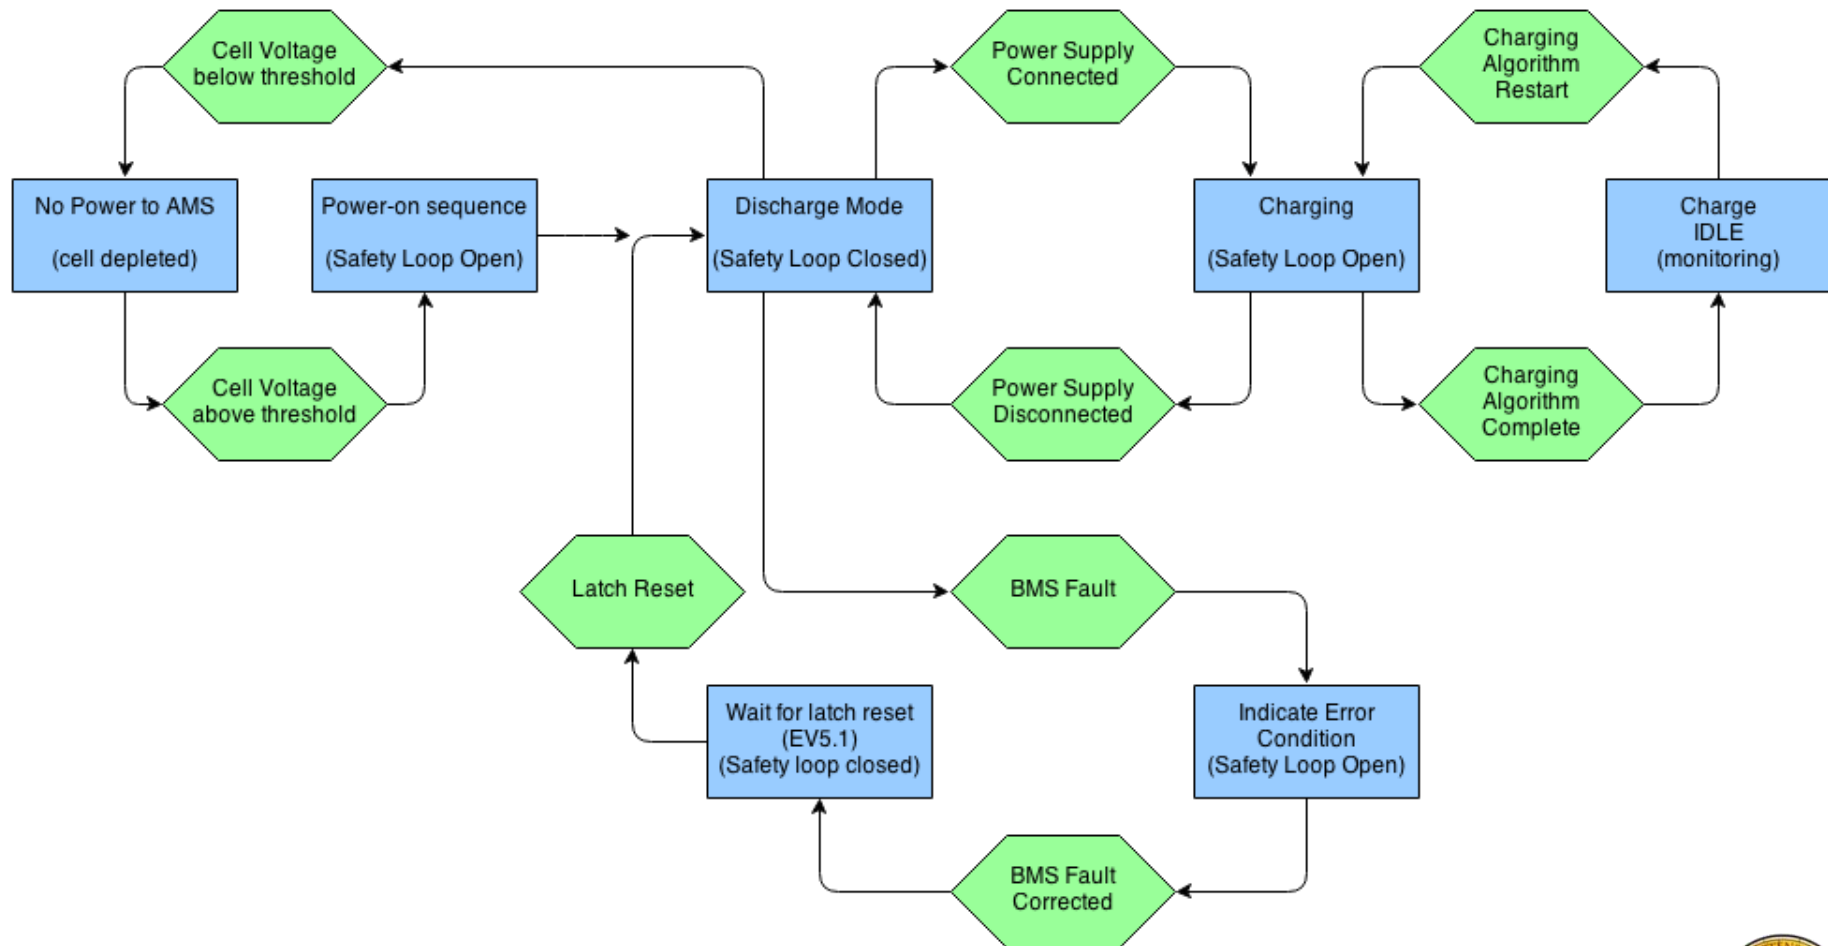 Cell Voltage
below threshold
Power Supply
Connected
Charging
Algorithm
Restart
No Power to AMS
(cell depleted)
Power-on sequence
(Safety Loop Open)
Discharge Mode
(Safety Loop Closed)
Charging
(Safety Loop Open)
Charge
IDLE
(monitoring)
Cell Voltage
above threshold
Power Supply
Disconnected
Charging
Algorithm
Complete
Latch Reset
BMS Fault
Wait for latch reset
(EV5.1)
(Safety loop closed)
Indicate Error
Condition
(Safety Loop Open)
BMS Fault
Corrected